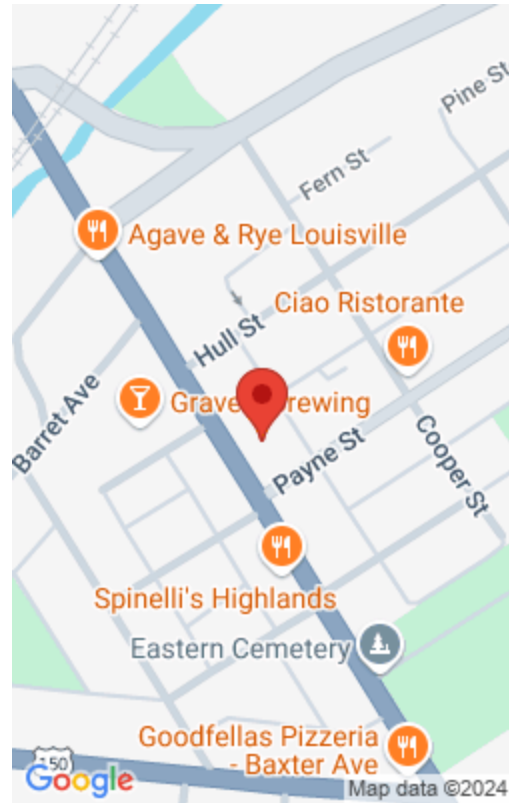 Pine St
Fern St
Agave & Rye Louisville
Ciao Ristorante
Hull St
Barret Ave
Brewing
Payne St
Cooper St
Spinelli's Highlands
Eastern Cemetery
Goodfellas Pizzeria
- Baxter Ave
150
Google
Map data ©2024